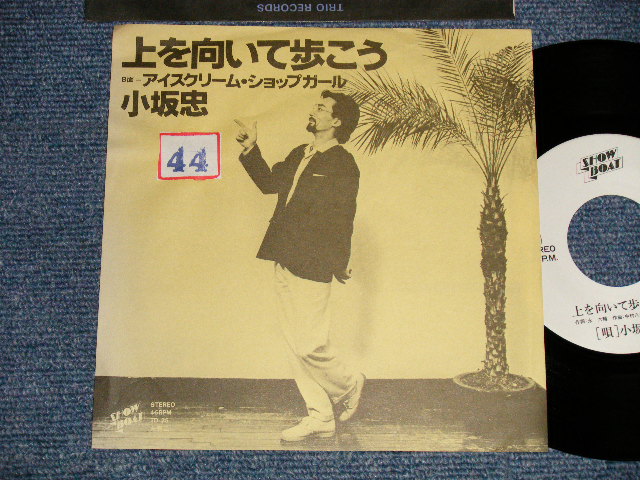 TRIO RECORDS
上を向いて歩こう
B面-アイスクリーム・ショップガール
小坂忠
44
SHOW BOAT
STEREO
45RPM
SHOW BOAT
P.M.
上を向いて歩
[唄]小坂